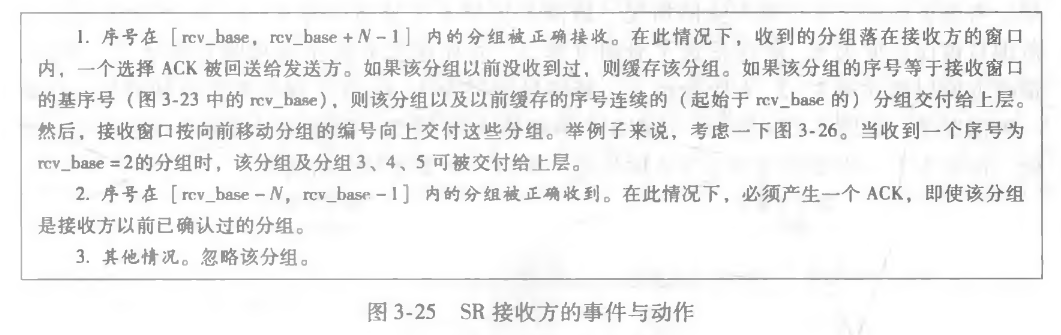 1. 序号在 [rcv_base, rcv_base + N - 1] 内的分组被正确接收。在此情况下，收到的分组落在接收方的窗口
内，一个选择 ACK 被回送给发送方。如果该分组以前没收到过，则缓存该分组。如果该分组的序号等于接收窗口
的基序号（图 3-23 中的 rcv_base），则该分组以及以前缓存的序号连续的（起始于 rcv_base 的）分组交付给上层。
然后，接收窗口按向前移动分组的编号向上交付这些分组。举例子来说，考虑一下图 3-26。当收到一个序号为
rcv_base = 2的分组时，该分组及分组 3、4、5 可被交付给上层。
2. 序号在 [rcv_base - N, rcv_base - 1] 内的分组被正确收到。在此情况下，必须产生一个 ACK，即使该分组
是接收方以前已确认过的分组。
3. 其他情况。忽略该分组。
图 3-25 SR 接收方的事件与动作